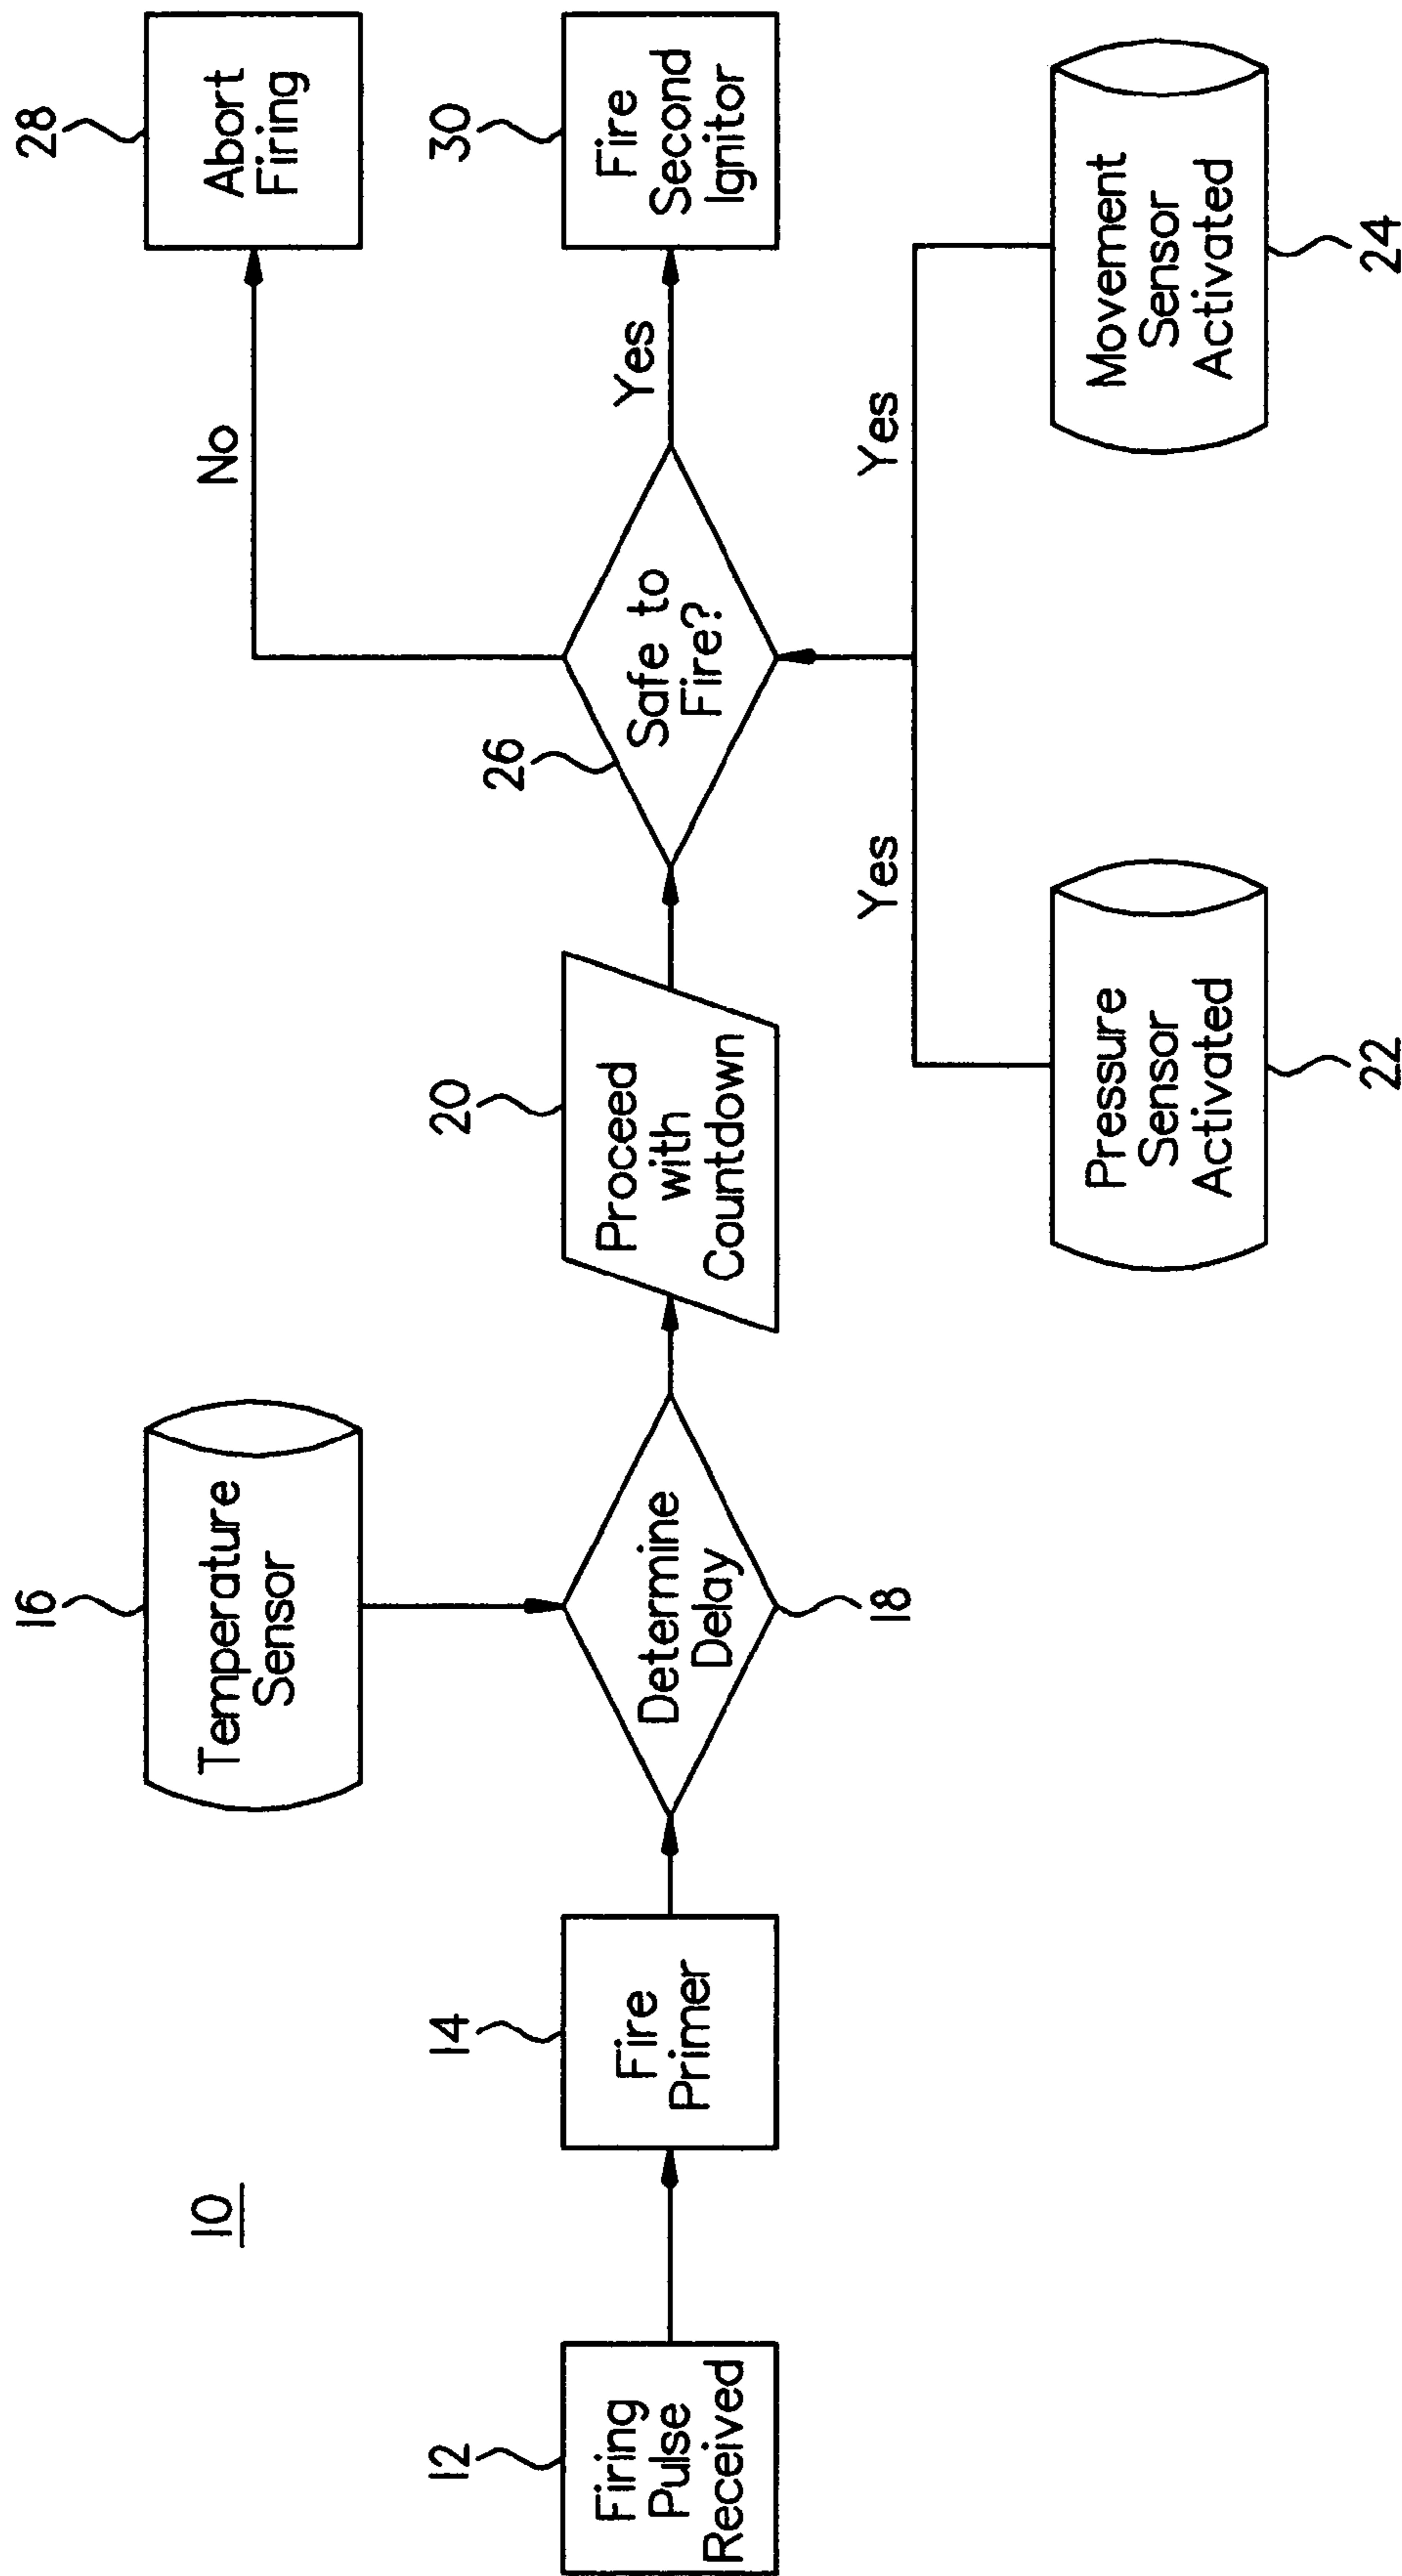 10
12
Firing
Pulse
Received
14
Fire
Primer
16
Temperature
Sensor
18
Determine
Delay
20
Proceed
with
Countdown
22
Pressure
Sensor
Activated
Yes
24
Movement
Sensor
Activated
Yes
26
Safe to
Fire?
No
28
Abort
Firing
Yes
30
Fire
Second
Ignitor